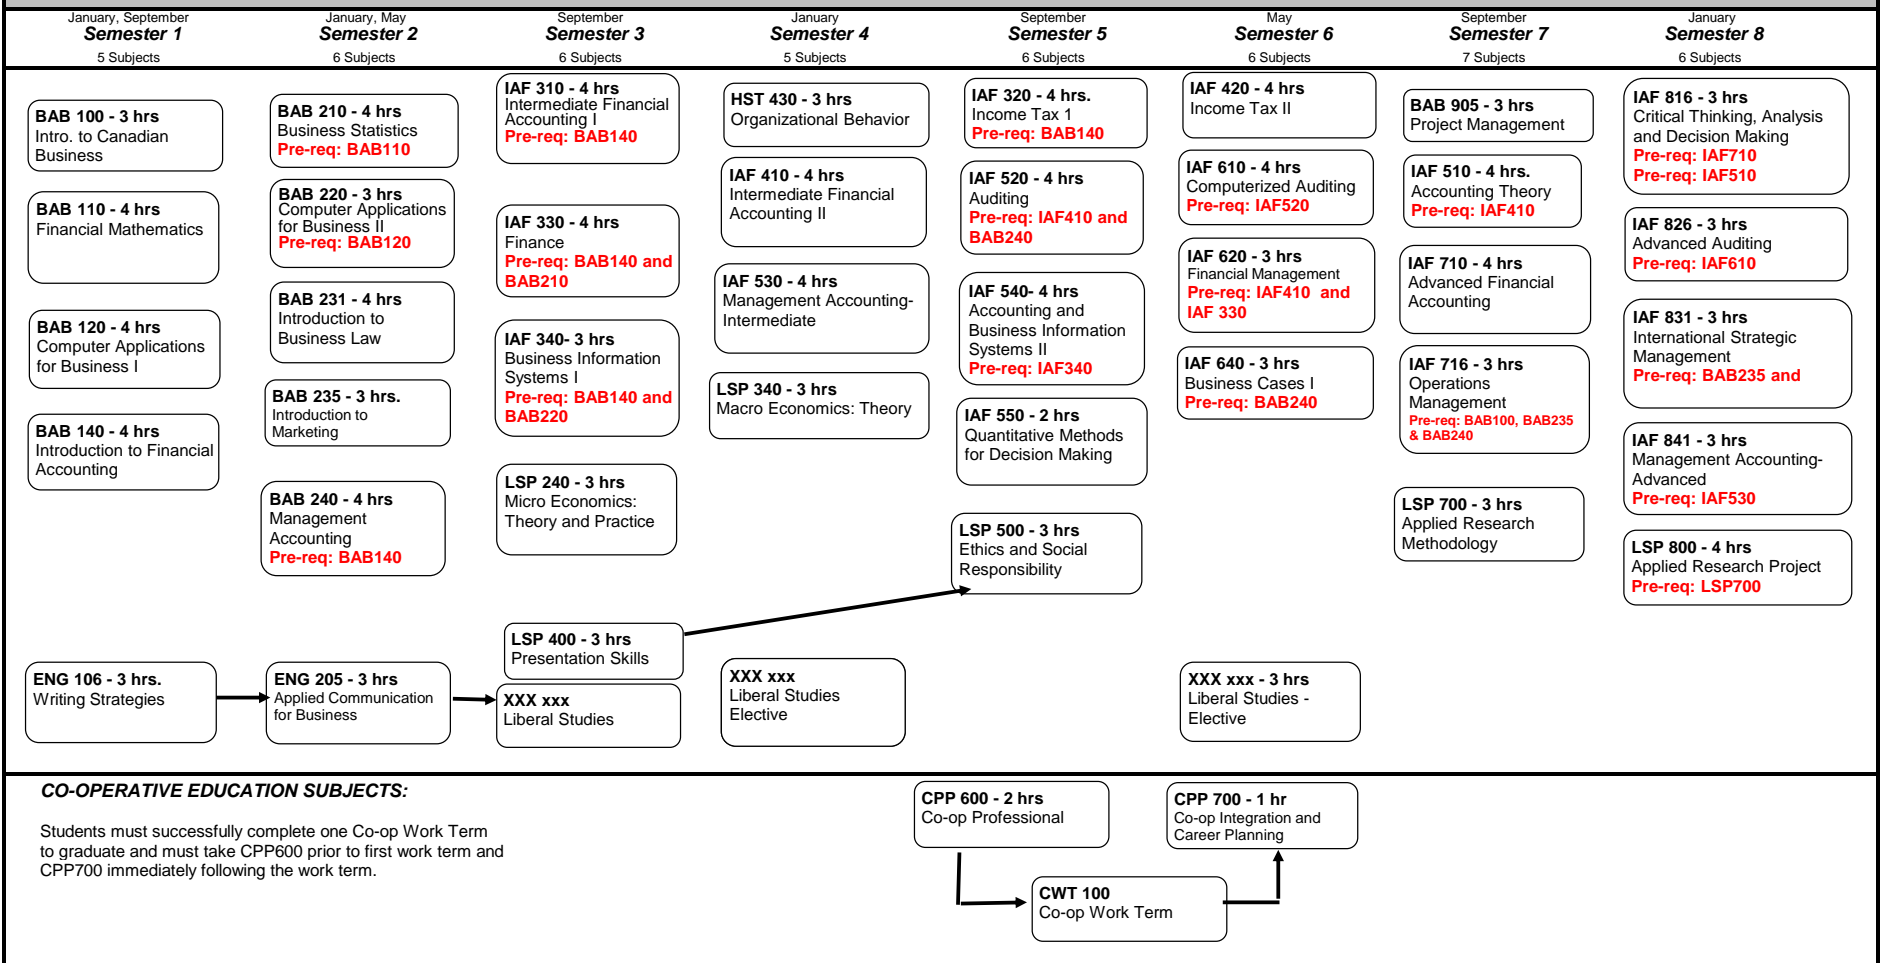 January, September
Semester 1
5 Subjects
January, May
Semester 2
6 Subjects
September
Semester 3
6 Subjects
January
Semester 4
5 Subjects
September
Semester 5
6 Subjects
May
Semester 6
6 Subjects
September
Semester 7
7 Subjects
January
Semester 8
6 Subjects
BAB 100 - 3 hrs
Intro. to Canadian
Business
BAB 110 - 4 hrs
Financial Mathematics
BAB 120 - 4 hrs
Computer Applications
for Business I
BAB 140 - 4 hrs
Introduction to Financial
Accounting
ENG 106 - 3 hrs.
Writing Strategies
BAB 210 - 4 hrs
Business Statistics
Pre-req: BAB110
BAB 220 - 3 hrs
Computer Applications
for Business II
Pre-req: BAB120
BAB 231 - 4 hrs
Introduction to
Business Law
BAB 235 - 3 hrs.
Introduction to
Marketing
BAB 240 - 4 hrs
Management
Accounting
Pre-req: BAB140
ENG 205 - 3 hrs
Applied Communication
for Business
IAF 310 - 4 hrs
Intermediate Financial
Accounting I
Pre-req: BAB140
IAF 330 - 4 hrs
Finance
Pre-req: BAB140 and
BAB210
IAF 340- 3 hrs
Business Information
Systems I
Pre-req: BAB140 and
BAB220
LSP 240 - 3 hrs
Micro Economics:
Theory and Practice
LSP 400 - 3 hrs
Presentation Skills
XXX xxx
Liberal Studies
HST 430 - 3 hrs
Organizational Behavior
IAF 410 - 4 hrs
Intermediate Financial
Accounting II
IAF 530 - 4 hrs
Management Accounting-
Intermediate
LSP 340 - 3 hrs
Macro Economics: Theory
XXX xxx
Liberal Studies
Elective
IAF 320 - 4 hrs.
Income Tax 1
Pre-req: BAB140
IAF 520 - 4 hrs
Auditing
Pre-req: IAF410 and
BAB240
IAF 540- 4 hrs
Accounting and
Business Information
Systems II
Pre-req: IAF340
IAF 550 - 2 hrs
Quantitative Methods
for Decision Making
LSP 500 - 3 hrs
Ethics and Social
Responsibility
IAF 420 - 4 hrs
Income Tax II
IAF 610 - 4 hrs
Computerized Auditing
Pre-req: IAF520
IAF 620 - 3 hrs
Financial Management
Pre-req: IAF410 and
IAF 330
IAF 640 - 3 hrs
Business Cases I
Pre-req: BAB240
XXX xxx - 3 hrs
Liberal Studies -
Elective
BAB 905 - 3 hrs
Project Management
IAF 510 - 4 hrs.
Accounting Theory
Pre-req: IAF410
IAF 710 - 4 hrs
Advanced Financial
Accounting
IAF 716 - 3 hrs
Operations
Management
Pre-req: BAB100, BAB235
& BAB240
LSP 700 - 3 hrs
Applied Research
Methodology
IAF 816 - 3 hrs
Critical Thinking, Analysis
and Decision Making
Pre-req: IAF710
Pre-req: IAF510
IAF 826 - 3 hrs
Advanced Auditing
Pre-req: IAF610
IAF 831 - 3 hrs
International Strategic
Management
Pre-req: BAB235 and
IAF 841 - 3 hrs
Management Accounting-
Advanced
Pre-req: IAF530
LSP 800 - 4 hrs
Applied Research Project
Pre-req: LSP700
CO-OPERATIVE EDUCATION SUBJECTS:
Students must successfully complete one Co-op Work Term
to graduate and must take CPP600 prior to first work term and
CPP700 immediately following the work term.
CPP 600 - 2 hrs
Co-op Professional
CWT 100
Co-op Work Term
CPP 700 - 1 hr
Co-op Integration and
Career Planning